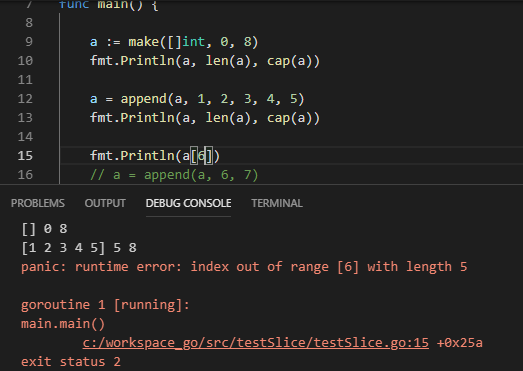 7 func main() {
8
9 a := make([]int, 0, 8)
10 fmt.Println(a, len(a), cap(a))
11
12 a = append(a, 1, 2, 3, 4, 5)
13 fmt.Println(a, len(a), cap(a))
14
15 fmt.Println(a[6])
16 // a = append(a, 6, 7)
PROBLEMS OUTPUT DEBUG CONSOLE TERMINAL
[] 0 8
[1 2 3 4 5] 5 8
panic: runtime error: index out of range [6] with length 5
goroutine 1 [running]:
main.main()
c:/workspace_go/src/testSlice/testSlice.go:15 +0x25a
exit status 2